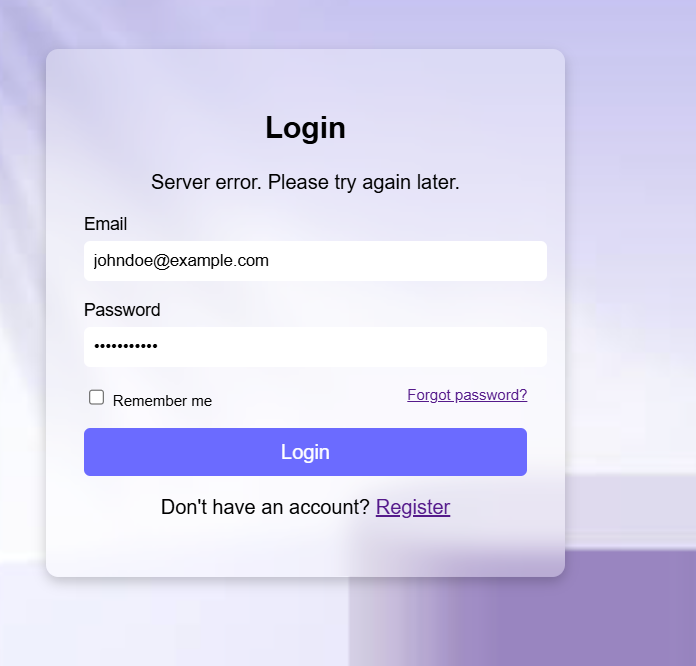 Login
Server error. Please try again later.
Email
johndoe@example.com
Password
•••••••••••
Remember me Forgot password?
Login
Don't have an account? Register